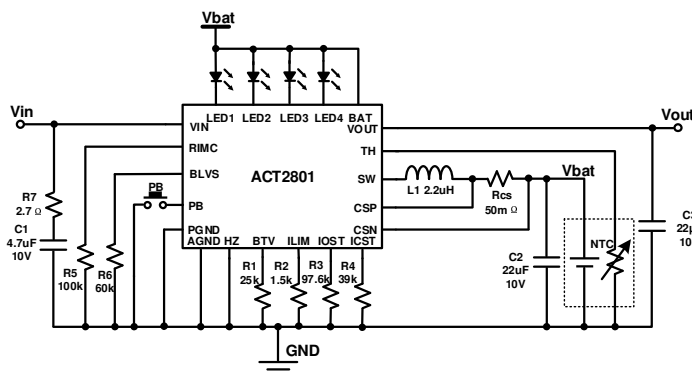 Vbat
LED1 LED2 LED3 LED4 BAT
Vin
VIN
VOUT
Vout
RIMC
TH
BLVS
ACT2801
SW
L1 2.2uH
Rcs
50m Ω
Vbat
PB
PB
CSP
R7
2.7 Ω
C1
4.7uF
10V
PGND
CSN
AGND HZ BTV ILIM IOST ICST
NTC
R5
100k
R6
60k
R1
25k
R2
1.5k
R3
97.6k
R4
39k
C2
22uF
10V
GND